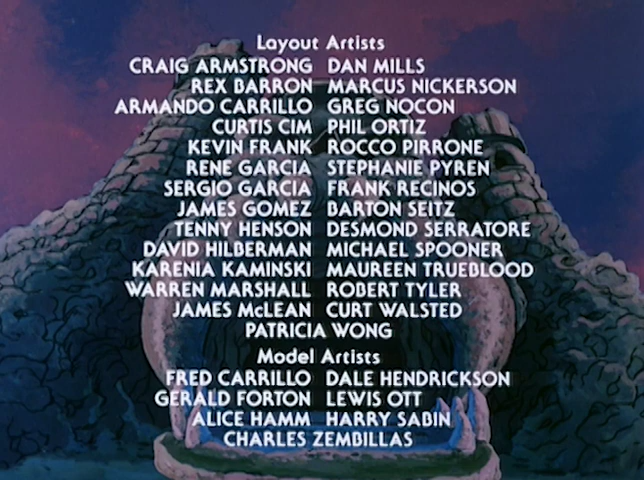 Layout Artists
CRAIG ARMSTRONG DAN MILLS
REX BARRON MARCUS NICKERSON
ARMANDO CARRILLO GREG NOCON
CURTIS CIM PHIL ORTIZ
KEVIN FRANK ROCCO PIRRONE
RENE GARCIA STEPHANIE PYREN
SERGIO GARCIA FRANK RECINOS
JAMES GOMEZ BARTON SEITZ
TENNY HENSON DESMOND SERRATORE
DAVID HILBERMAN MICHAEL SPOONER
KARENIA KAMINSKI MAUREEN TRUEBLOOD
WARREN MARSHALL ROBERT TYLER
JAMES McLEAN CURT WALSTED
PATRICIA WONG
Model Artists
FRED CARRILLO DALE HENDRICKSON
GERALD FORTON LEWIS OTT
ALICE HAMM HARRY SABIN
CHARLES ZEMBILLAS